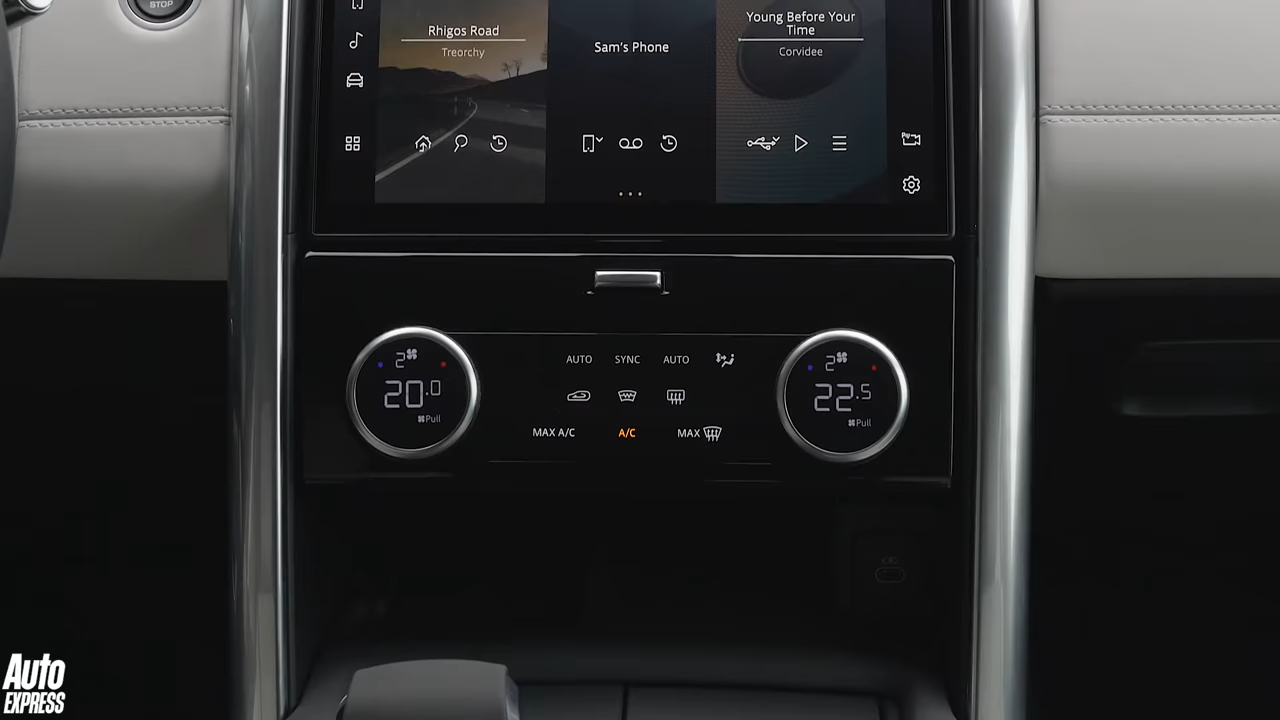 STOP
Rhigos Road
Treorchy
Sam's Phone
Young Before Your
Time
Corvidee
2
20.0
Pull
AUTO
SYNC
AUTO
MAX A/C
A/C
MAX
2
22.5
Pull
Auto
EXPRESS